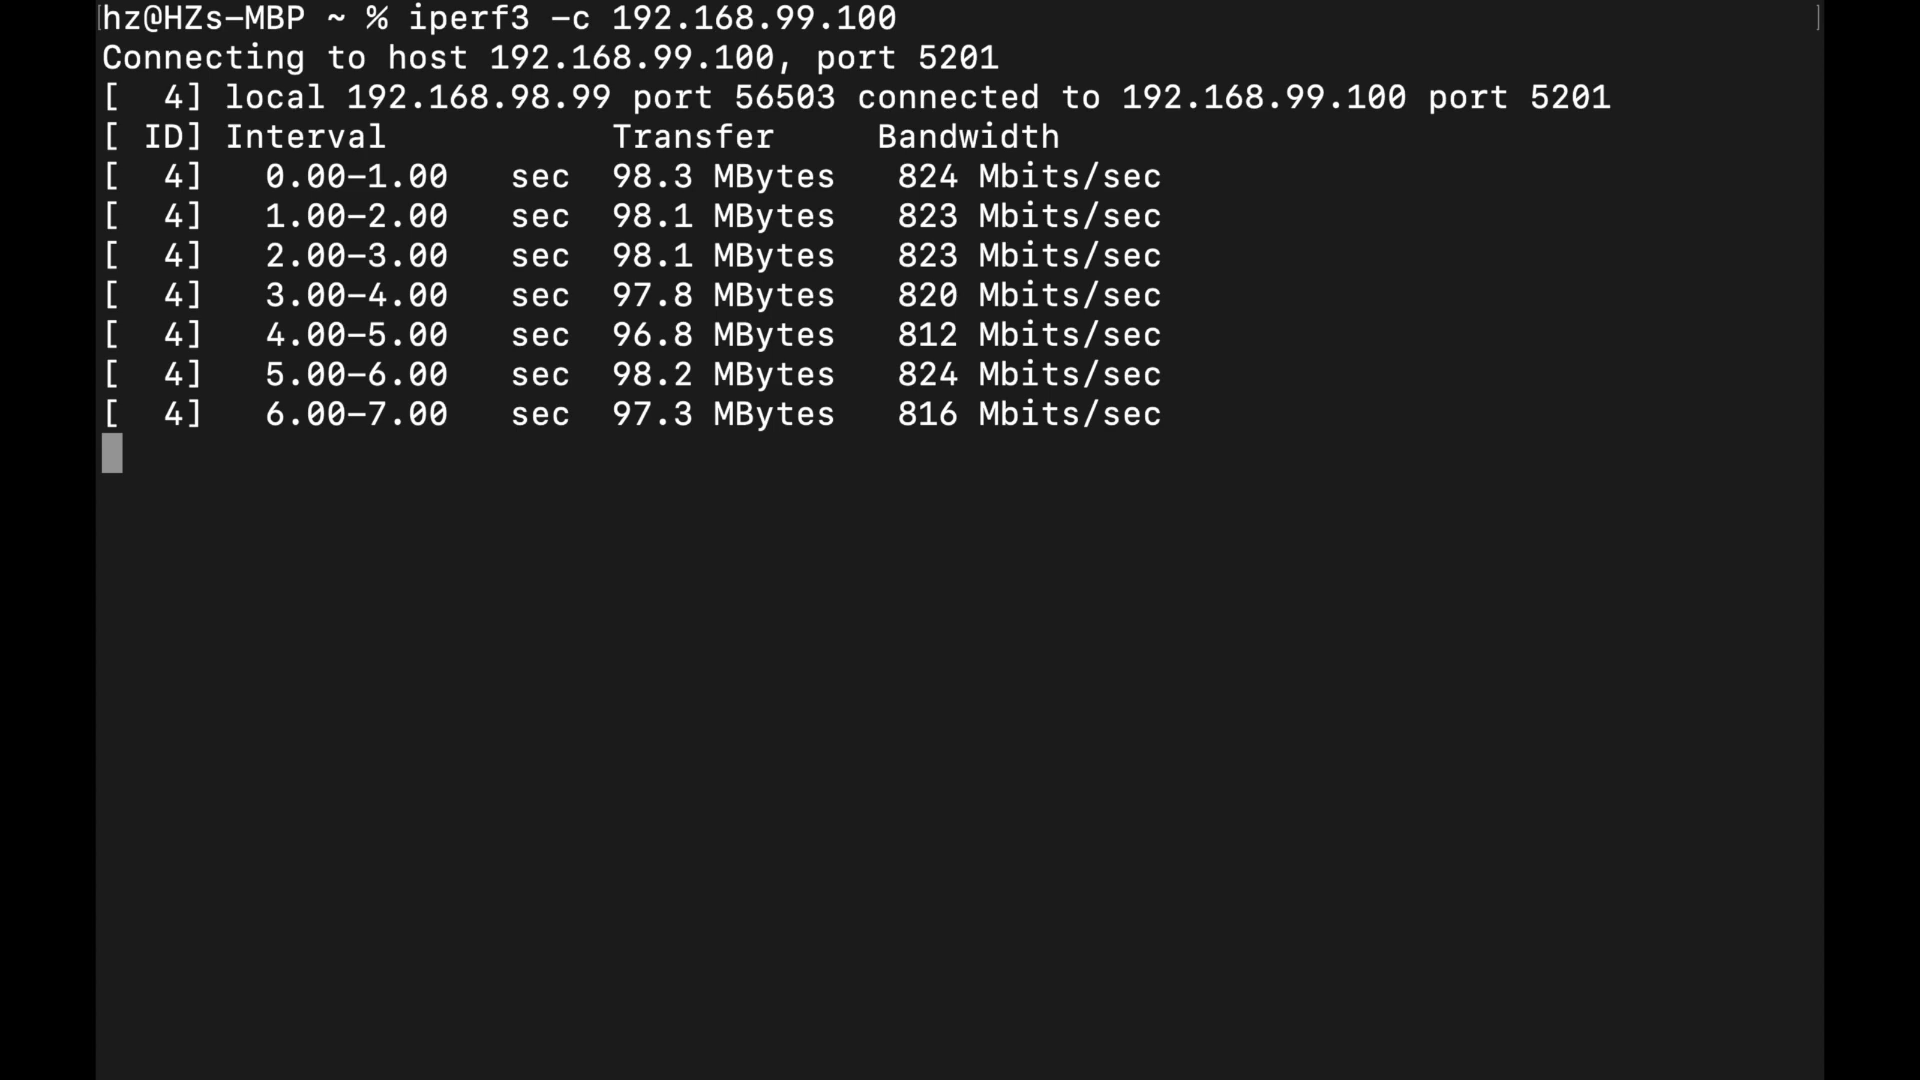 hz@HZs-MBP ~ % iperf3 -c 192.168.99.100
Connecting to host 192.168.99.100, port 5201
[  4] local 192.168.98.99 port 56503 connected to 192.168.99.100 port 5201
[ ID] Interval           Transfer     Bandwidth
[  4]   0.00-1.00   sec  98.3 MBytes   824 Mbits/sec
[  4]   1.00-2.00   sec  98.1 MBytes   823 Mbits/sec
[  4]   2.00-3.00   sec  98.1 MBytes   823 Mbits/sec
[  4]   3.00-4.00   sec  97.8 MBytes   820 Mbits/sec
[  4]   4.00-5.00   sec  96.8 MBytes   812 Mbits/sec
[  4]   5.00-6.00   sec  98.2 MBytes   824 Mbits/sec
[  4]   6.00-7.00   sec  97.3 MBytes   816 Mbits/sec